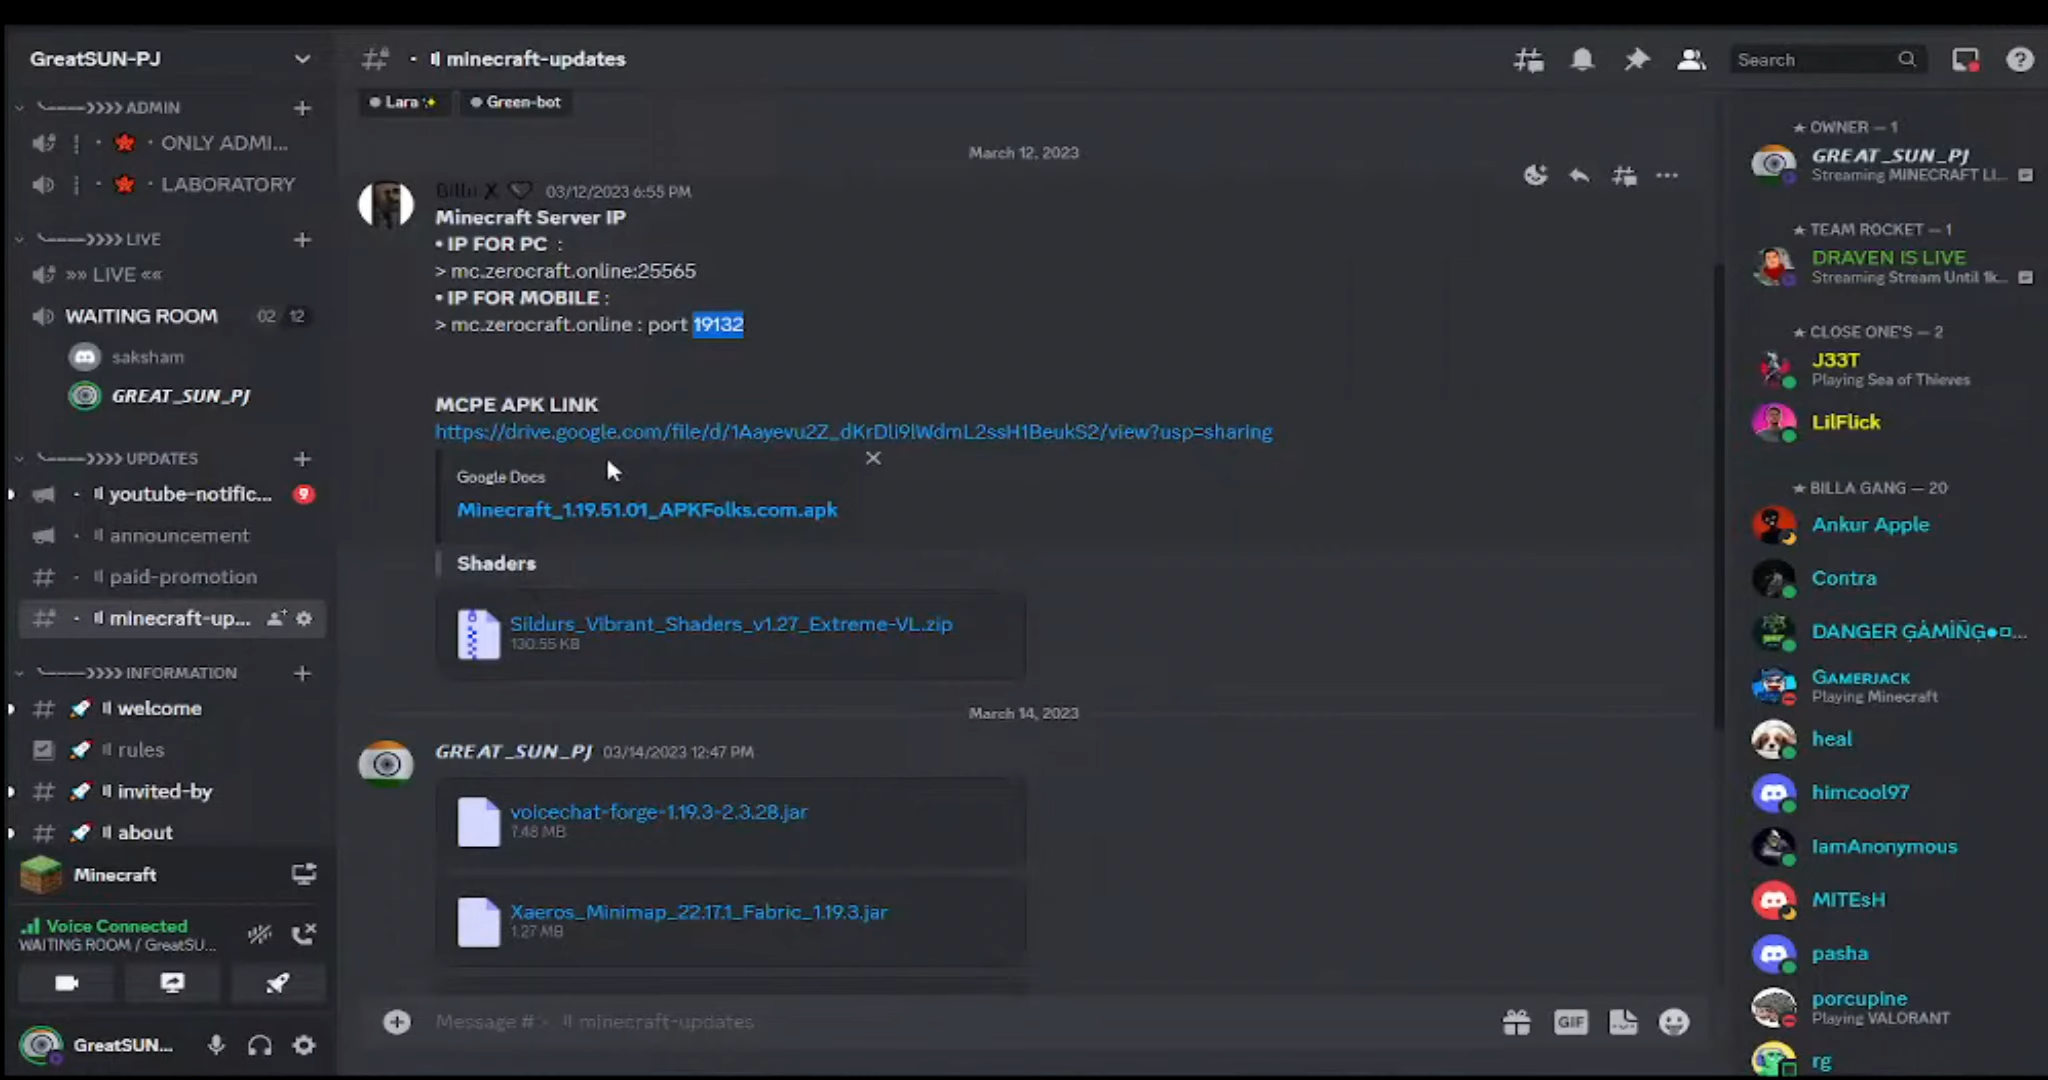 GreatSUN-PJ
>>>> ADMIN
ONLY ADMI...
LABORATORY
>>>> LIVE
»» LIVE ««
WAITING ROOM 02 12
saksham
GREAT_SUN_PJ
>>>> UPDATES
youtube-notific... 9
announcement
paid-promotion
minecraft-up...
>>>> INFORMATION
welcome
rules
invited-by
about
Minecraft
Voice Connected
WAITING ROOM / GreatSU...
GreatSUN...
minecraft-updates
Search
Lara Green-bot
March 12, 2023
Billu X 03/12/2023 6:55 PM
Minecraft Server IP
• IP FOR PC :
> mc.zerocraft.online:25565
• IP FOR MOBILE :
> mc.zerocraft.online : port 19132
MCPE APK LINK
https://drive.google.com/file/d/1Aayevu2Z_dKrDli9lWdmL2ssH1BeukS2/view?usp=sharing
Google Docs
Minecraft_1.19.51.01_APKFolks.com.apk
Shaders
Sildurs_Vibrant_Shaders_v1.27_Extreme-VL.zip
130.55 KB
March 14, 2023
GREAT_SUN_PJ 03/14/2023 12:47 PM
voicechat-forge-1.19.3-2.3.28.jar
7.48 MB
Xaeros_Minimap_22.17.1_Fabric_1.19.3.jar
1.27 MB
Message # minecraft-updates
GIF
★ OWNER — 1
GREAT_SUN_PJ
Streaming MINECRAFT LI...
★ TEAM ROCKET — 1
DRAVEN IS LIVE
Streaming Stream Until 1k...
★ CLOSE ONE'S — 2
J33T
Playing Sea of Thieves
LilFlick
★ BILLA GANG — 20
Ankur Apple
Contra
DANGER GAMING...
GAMERJACK
Playing Minecraft
heal
himcool97
IamAnonymous
MITEsH
pasha
porcupine
Playing VALORANT
rg